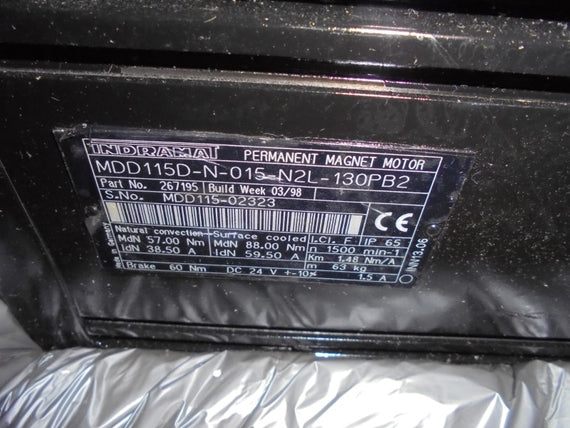 INDRAMAT PERMANENT MAGNET MOTOR
MDD115D-N-015-N2L-130PB2
Part No. 267195 Build Week 03/98
S.No. MDD115-02323
Natural convection Surface cooled I.Cl. F IP 65
MdN 57.00 Nm MdN 88.00 Nm n 1500 min-1
IdN 38.50 A IdN 59.50 A Km 1.48 Nm/A
m 63 kg
Brake 60 Nm DC 24 V +-10% 1.5 A
Made in Germany
CE
INN 13.06